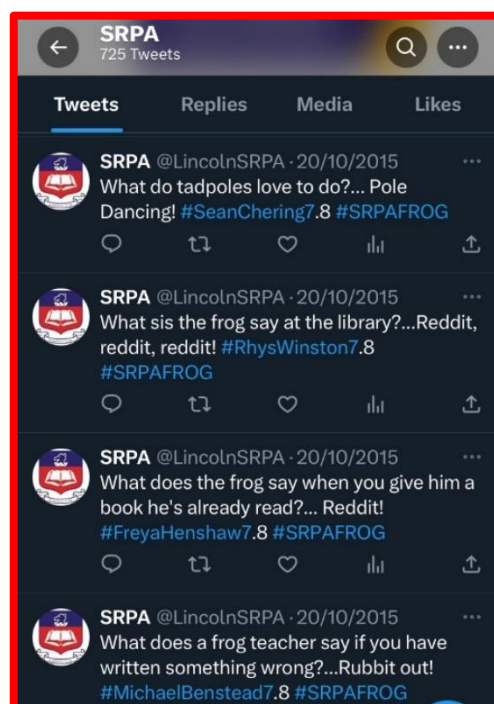 SRPA
725 Tweets
Tweets Replies Media Likes
SRPA @LincolnSRPA · 20/10/2015
What do tadpoles love to do?... Pole
Dancing! #SeanChering7.8 #SRPAFROG
SRPA @LincolnSRPA · 20/10/2015
What sis the frog say at the library?...Reddit,
reddit, reddit! #RhysWinston7.8
#SRPAFROG
SRPA @LincolnSRPA · 20/10/2015
What does the frog say when you give him a
book he's already read?... Reddit!
#FreyaHenshaw7.8 #SRPAFROG
SRPA @LincolnSRPA · 20/10/2015
What does a frog teacher say if you have
written something wrong?...Rubbit out!
#MichaelBenstead7.8 #SRPAFROG